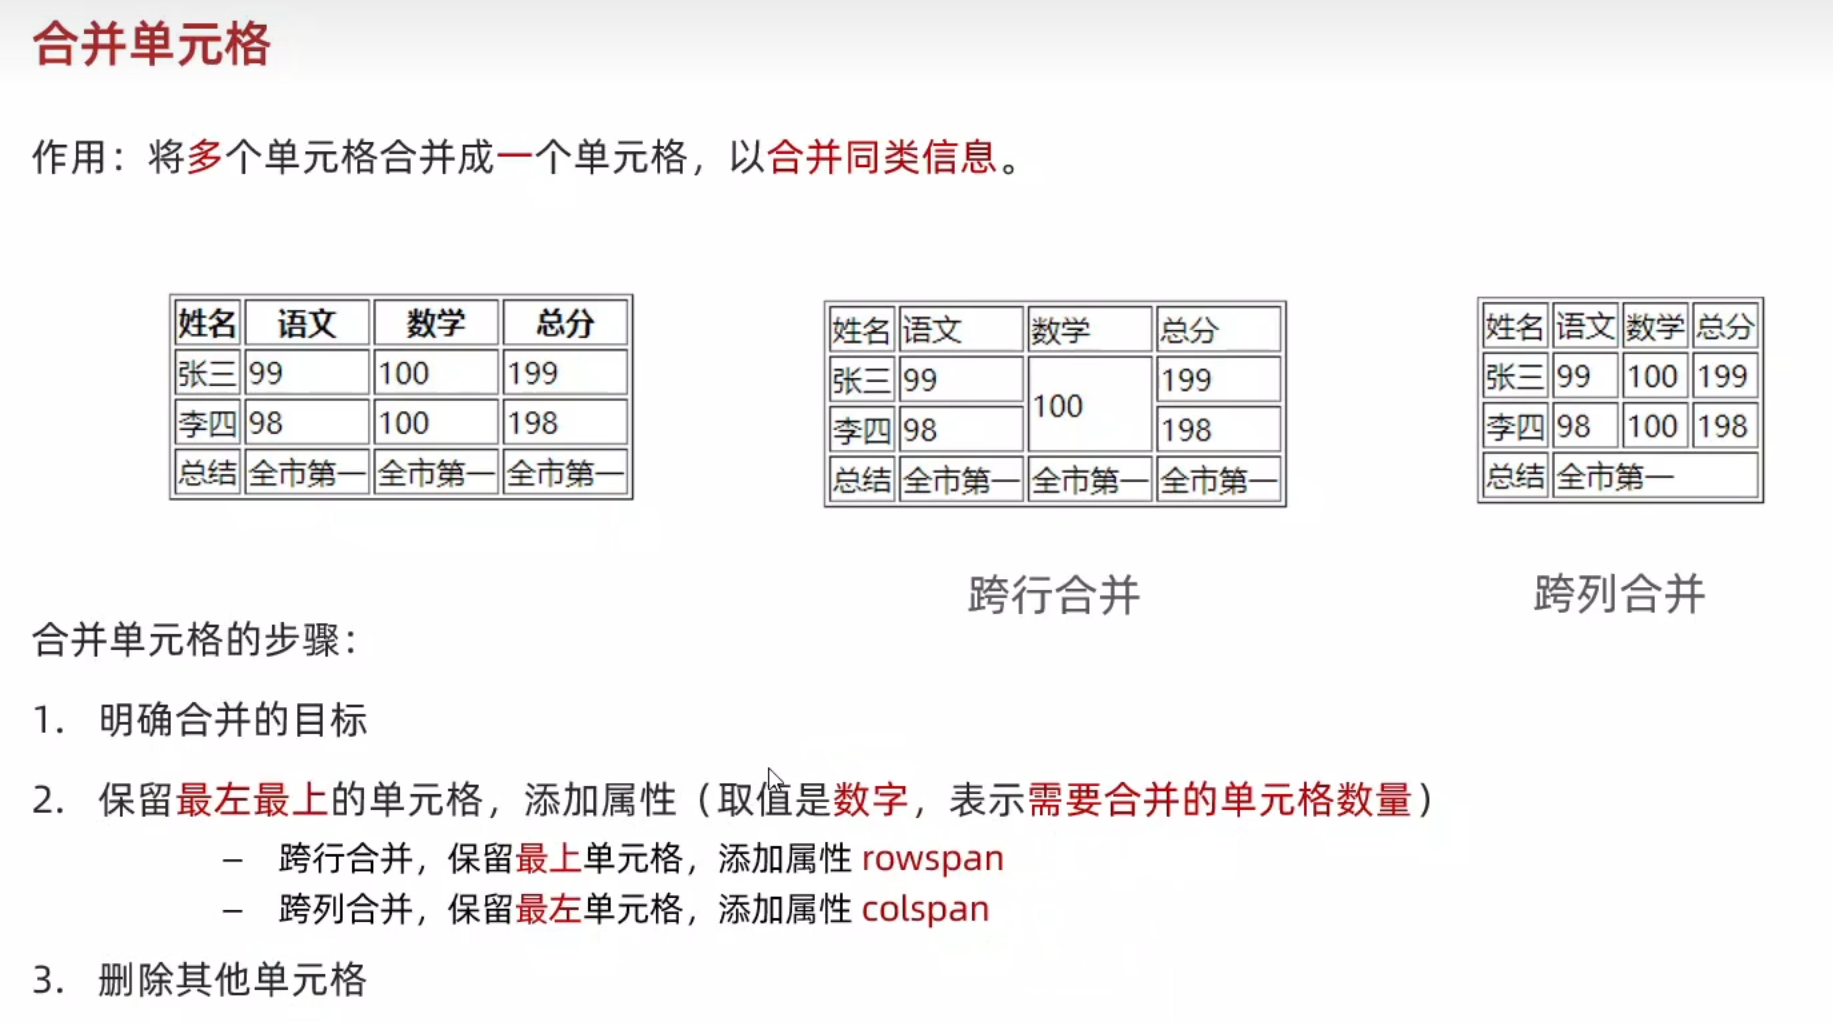 合并单元格
作用：将多个单元格合并成一个单元格，以合并同类信息。
姓名 语文 数学 总分
张三 99 100 199
李四 98 100 198
总结 全市第一 全市第一 全市第一
姓名 语文 数学 总分
张三 99 100 199
李四 98 198
总结 全市第一 全市第一 全市第一
跨行合并
姓名 语文 数学 总分
张三 99 100 199
李四 98 100 198
总结 全市第一
跨列合并
合并单元格的步骤：
1. 明确合并的目标
2. 保留最左最上的单元格，添加属性（取值是数字，表示需要合并的单元格数量）
– 跨行合并，保留最上单元格，添加属性 rowspan
– 跨列合并，保留最左单元格，添加属性 colspan
3. 删除其他单元格